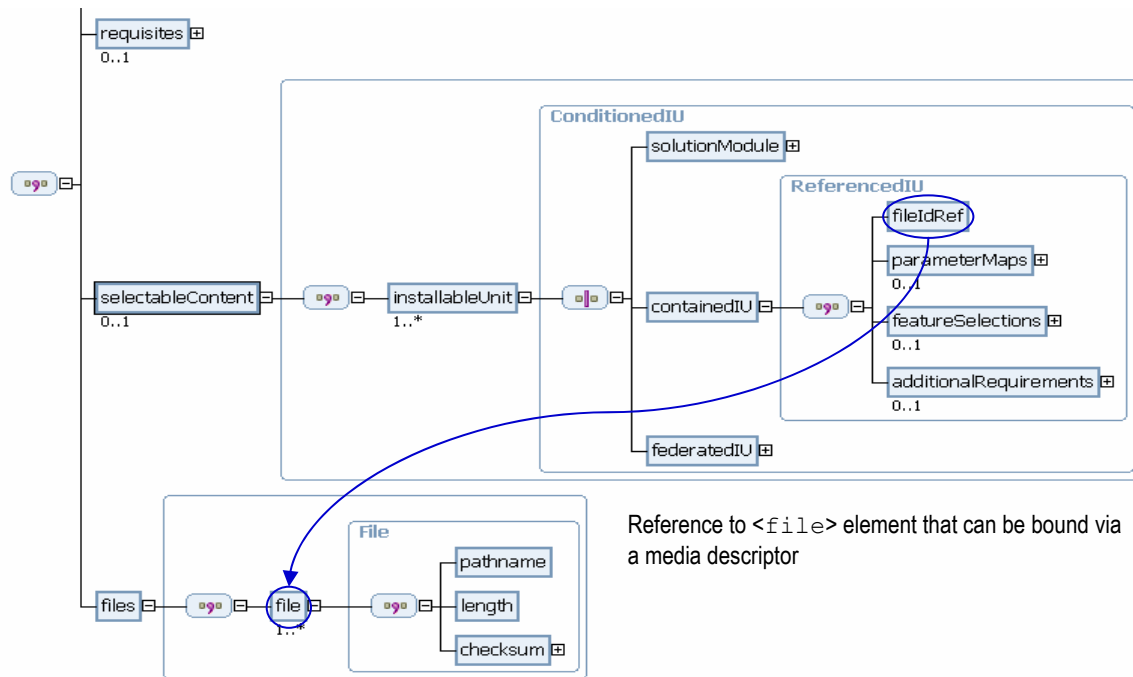 requisites
0..1
ConditionedIU
solutionModule
ReferencedIU
fileIdRef
parameterMaps
0..1
selectableContent
0..1
installableUnit
1..*
containedIU
featureSelections
0..1
additionalRequirements
0..1
federatedIU
Reference to <file> element that can be bound via
a media descriptor
File
pathname
files
file
1..*
length
checksum